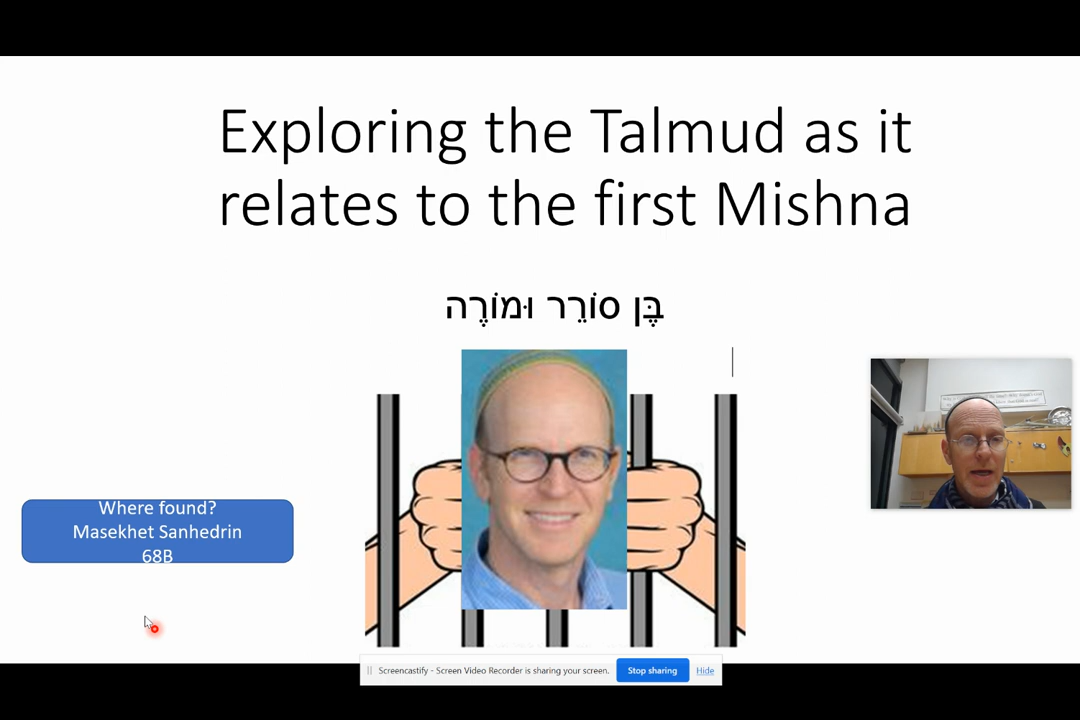 Exploring the Talmud as it
relates to the first Mishna
בֶּן סוֹרֵר וּמוֹרֶה
Where found?
Masekhet Sanhedrin
68B
Screencastify - Screen Video Recorder is sharing your screen. Stop sharing Hide